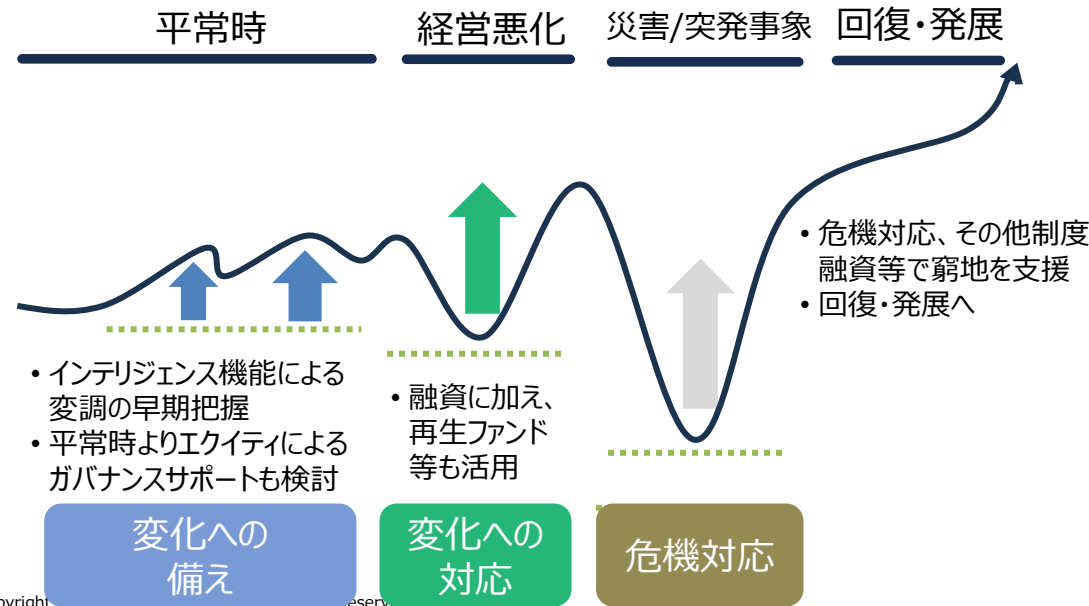 平常時
経営悪化
災害/突発事象
回復・発展
• 危機対応、その他制度
融資等で窮地を支援
• 回復・発展へ
• インテリジェンス機能による
変調の早期把握
• 平常時よりエクイティによる
ガバナンスサポートも検討
• 融資に加え、
再生ファンド
等も活用
変化への
備え
変化への
対応
危機対応